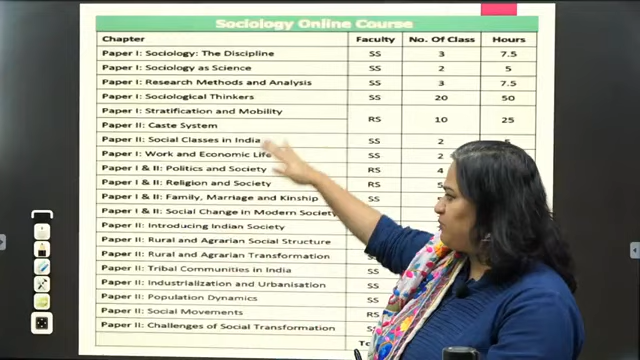 Sociology Online Course
Chapter Faculty No. Of Class Hours
Paper I: Sociology: The Discipline SS 3 7.5
Paper I: Sociology as Science SS 2 5
Paper I: Research Methods and Analysis SS 3 7.5
Paper I: Sociological Thinkers SS 20 50
Paper I: Stratification and Mobility RS 10 25
Paper II: Caste System
Paper II: Social Classes in India SS 2 5
Paper I: Work and Economic Life SS 2
Paper I & II: Politics and Society RS 4
Paper I & II: Religion and Society RS 5
Paper I & II: Family, Marriage and Kinship SS
Paper I & II: Social Change in Modern Society
Paper II: Introducing Indian Society
Paper II: Rural and Agrarian Social Structure
Paper II: Rural and Agrarian Transformation SS
Paper II: Tribal Communities in India SS
Paper II: Industrialization and Urbanisation SS
Paper II: Population Dynamics SS
Paper II: Social Movements RS
Paper II: Challenges of Social Transformation SS